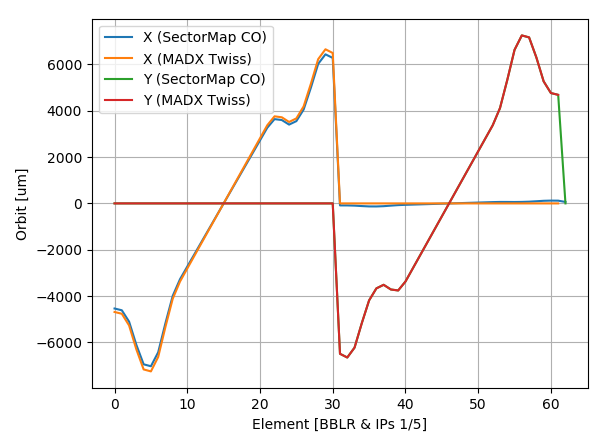 X (SectorMap CO)
X (MADX Twiss)
Y (SectorMap CO)
Y (MADX Twiss)
6000
4000
2000
0
−2000
−4000
−6000
Orbit [um]
0 10 20 30 40 50 60
Element [BBLR & IPs 1/5]